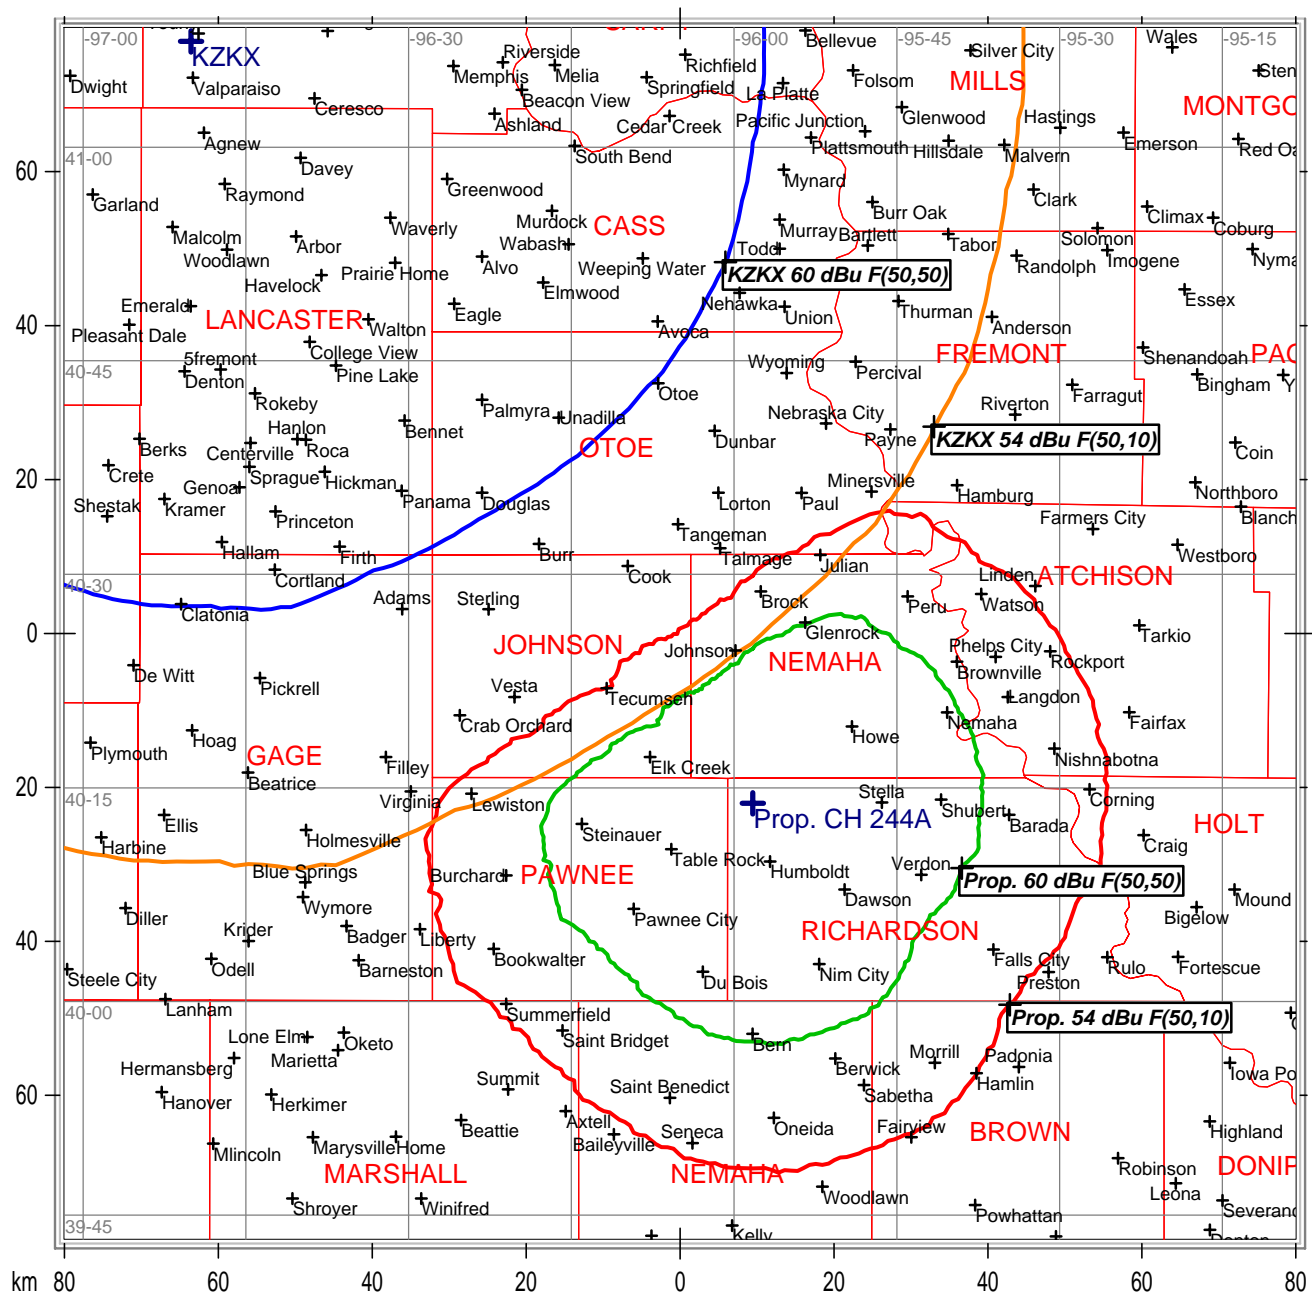 -97-00
-96-30
-96-00
-95-45
-95-30
-95-15
KZKX
Dwight
Valparaiso
Ceresco
Memphis
Riverside
Melia
Beacon View
Ashland
Springfield
Richfield
La Platte
Bellevue
Folsom
Silver City
MILLS
Wales
MONTGO
Agnew
Davey
Cedar Creek
South Bend
Pacific Junction
Plattsmouth
Glenwood
Hillsdale
Hastings
Malvern
Emerson
60
41-00
Garland
Raymond
Greenwood
Mynard
Clark
Malcolm
Woodlawn
Arbor
Waverly
Murdock
Wabash
CASS
Murray
Burr Oak
Bartlett
Tabor
Solomon
Climax
Coburg
Havelock
Prairie Home
Alvo
Weeping Water
Todd
Randolph
Imogene
KZKX 60 dBu F(50,50)
Emerald
Elmwood
Nehawka
Essex
40
Pleasant Dale
LANCASTER
Walton
Eagle
Avoca
Union
Thurman
Anderson
5fremont
College View
Pine Lake
Wyoming
Percival
FREMONT
Shenandoah
40-45
Denton
Rokeby
Otoe
Farragut
Bingham
Hanlon
Bennet
Palmyra
Unadilla
OTOE
Dunbar
Nebraska City
Payne
Riverton
KZKX 54 dBu F(50,10)
Berks
Centerville
Roca
Coin
20
Crete
Genoa
Sprague
Hickman
Shestak
Kramer
Princeton
Panama
Douglas
Lorton
Paul
Minersville
Hamburg
Northboro
Farmers City
Hallam
Firth
Burr
Tangeman
Talmage
Julian
Westboro
40-30
Cortland
Cook
Linden
ATCHISON
Clatonia
Adams
Sterling
Brock
Peru
Watson
0
JOHNSON
Johnson
Glenrock
NEMAHA
Phelps City
Brownville
Rockport
Tarkio
De Witt
Pickrell
Vesta
Tecumseh
Langdon
Plymouth
Hoag
GAGE
Crab Orchard
Howe
Nemaha
Fairfax
Beatrice
Filley
Elk Creek
Nishnabotna
20
40-15
Virginia
Lewiston
Prop. CH 244A
Stella
Shubert
Barada
Corning
HOLT
Ellis
Harbine
Holmesville
Steinauer
Table Rock
Humboldt
Verdon
Craig
Blue Springs
Burchard
PAWNEE
Prop. 60 dBu F(50,50)
Diller
Wymore
Pawnee City
Dawson
Bigelow
Mound
40
Krider
Badger
Liberty
RICHARDSON
Steele City
Odell
Barneston
Bookwalter
Du Bois
Nim City
Falls City
Preston
Rulo
Fortescue
40-00
Lanham
Summerfield
Prop. 54 dBu F(50,10)
Lone Elm
Marietta
Oketo
Saint Bridget
Bern
Morrill
Padonia
Hermansberg
Berwick
Hamlin
Iowa Po
60
Hanover
Herkimer
Summit
Saint Benedict
Sabetha
Beattie
Axtell
Baileyville
Seneca
Oneida
Fairview
BROWN
Highland
Mlincoln
Marysville
Home
MARSHALL
NEMAHA
Robinson
Leona
DONIF
Shroyer
Winifred
Woodlawn
Powhattan
39-45
Kelly
km 80 60 40 20 0 20 40 60 80